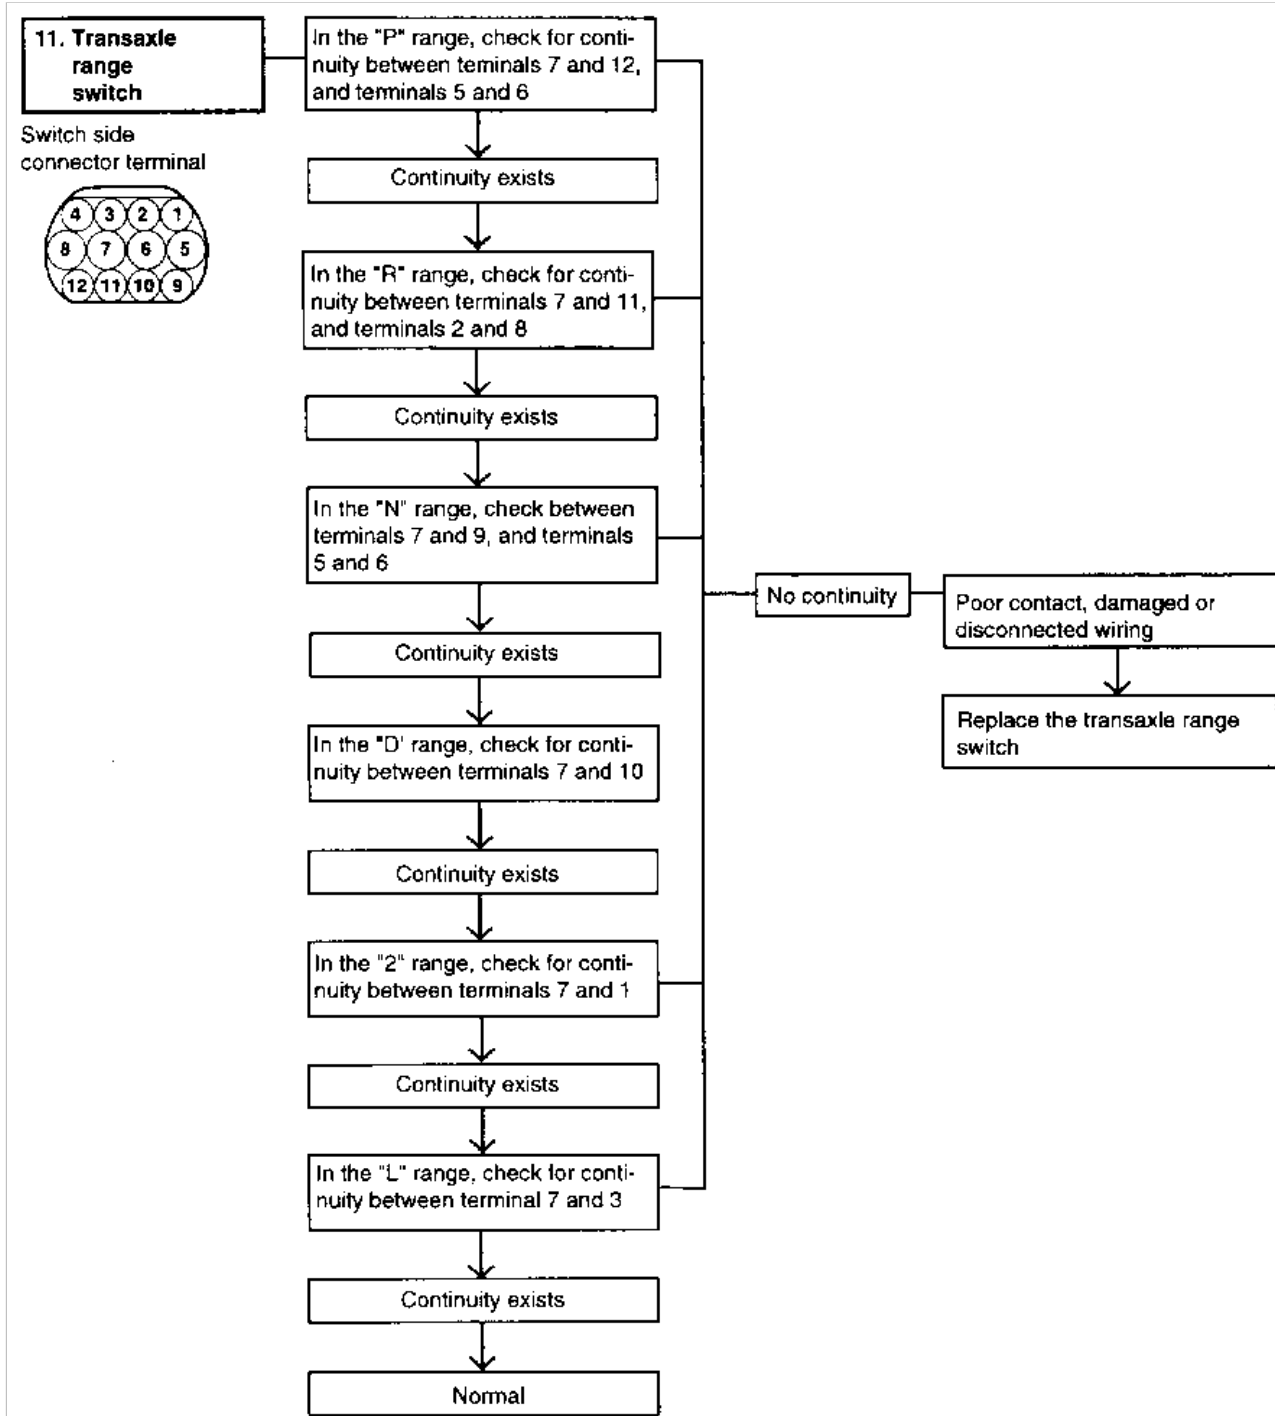 11. Transaxle
range
switch
Switch side
connector terminal
4 3 2 1
8 7 6 5
12 11 10 9
In the "P" range, check for conti-
nuity between teminals 7 and 12,
and terminals 5 and 6
Continuity exists
In the "R" range, check for conti-
nuity between terminals 7 and 11,
and terminals 2 and 8
Continuity exists
In the "N" range, check between
terminals 7 and 9, and terminals
5 and 6
Continuity exists
In the "D' range, check for conti-
nuity between terminals 7 and 10
Continuity exists
In the "2" range, check for conti-
nuity between terminals 7 and 1
Continuity exists
In the "L" range, check for conti-
nuity between terminal 7 and 3
Continuity exists
Normal
No continuity
Poor contact, damaged or
disconnected wiring
Replace the transaxle range
switch